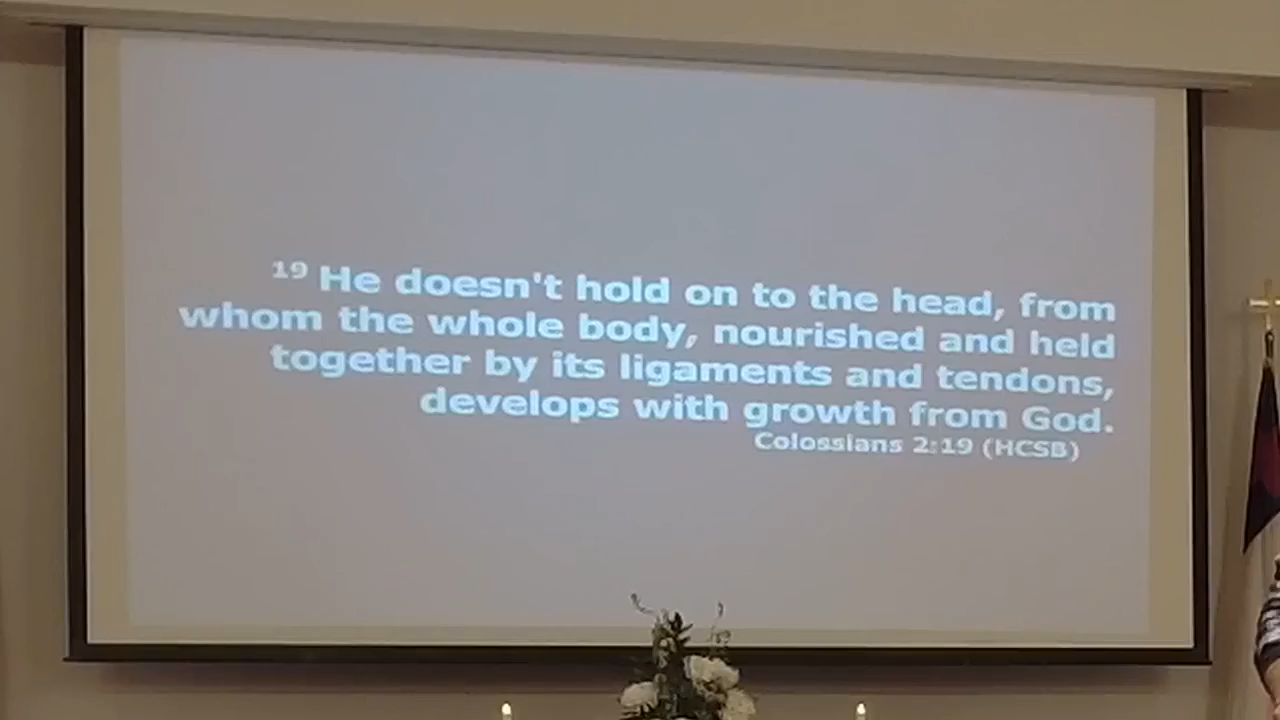 19 He doesn't hold on to the head, from
whom the whole body, nourished and held
together by its ligaments and tendons,
develops with growth from God.
Colossians 2:19 (HCSB)